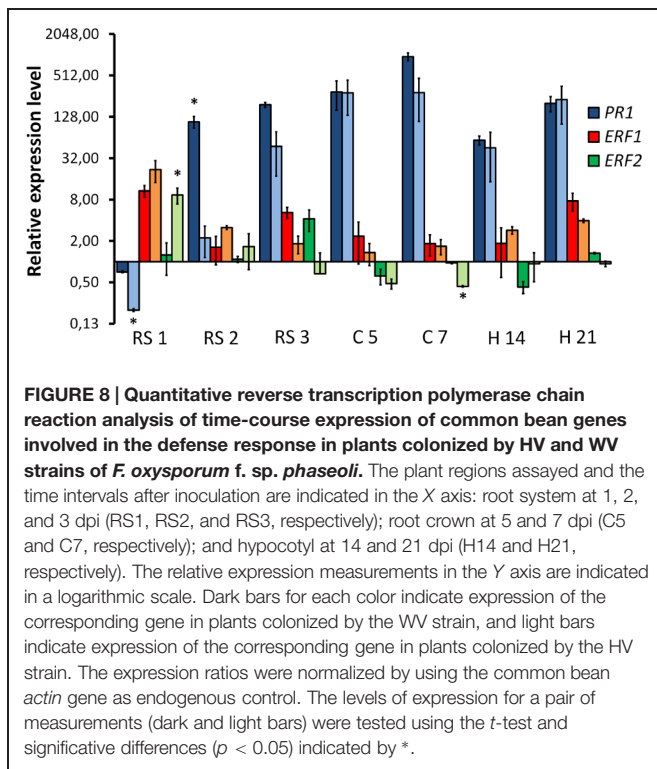 2048,00
512,00
128,00
32,00
8,00
2,00
0,50
0,13
Relative expression level
PR1
ERF1
ERF2
*
*
*
*
RS 1 RS 2 RS 3 C 5 C 7 H 14 H 21
FIGURE 8 | Quantitative reverse transcription polymerase chain
reaction analysis of time-course expression of common bean genes
involved in the defense response in plants colonized by HV and WV
strains of F. oxysporum f. sp. phaseoli. The plant regions assayed and the
time intervals after inoculation are indicated in the X axis: root system at 1, 2,
and 3 dpi (RS1, RS2, and RS3, respectively); root crown at 5 and 7 dpi (C5
and C7, respectively); and hypocotyl at 14 and 21 dpi (H14 and H21,
respectively). The relative expression measurements in the Y axis are indicated
in a logarithmic scale. Dark bars for each color indicate expression of the
corresponding gene in plants colonized by the WV strain, and light bars
indicate expression of the corresponding gene in plants colonized by the HV
strain. The expression ratios were normalized by using the common bean
actin gene as endogenous control. The levels of expression for a pair of
measurements (dark and light bars) were tested using the t-test and
significative differences (p < 0.05) indicated by *.